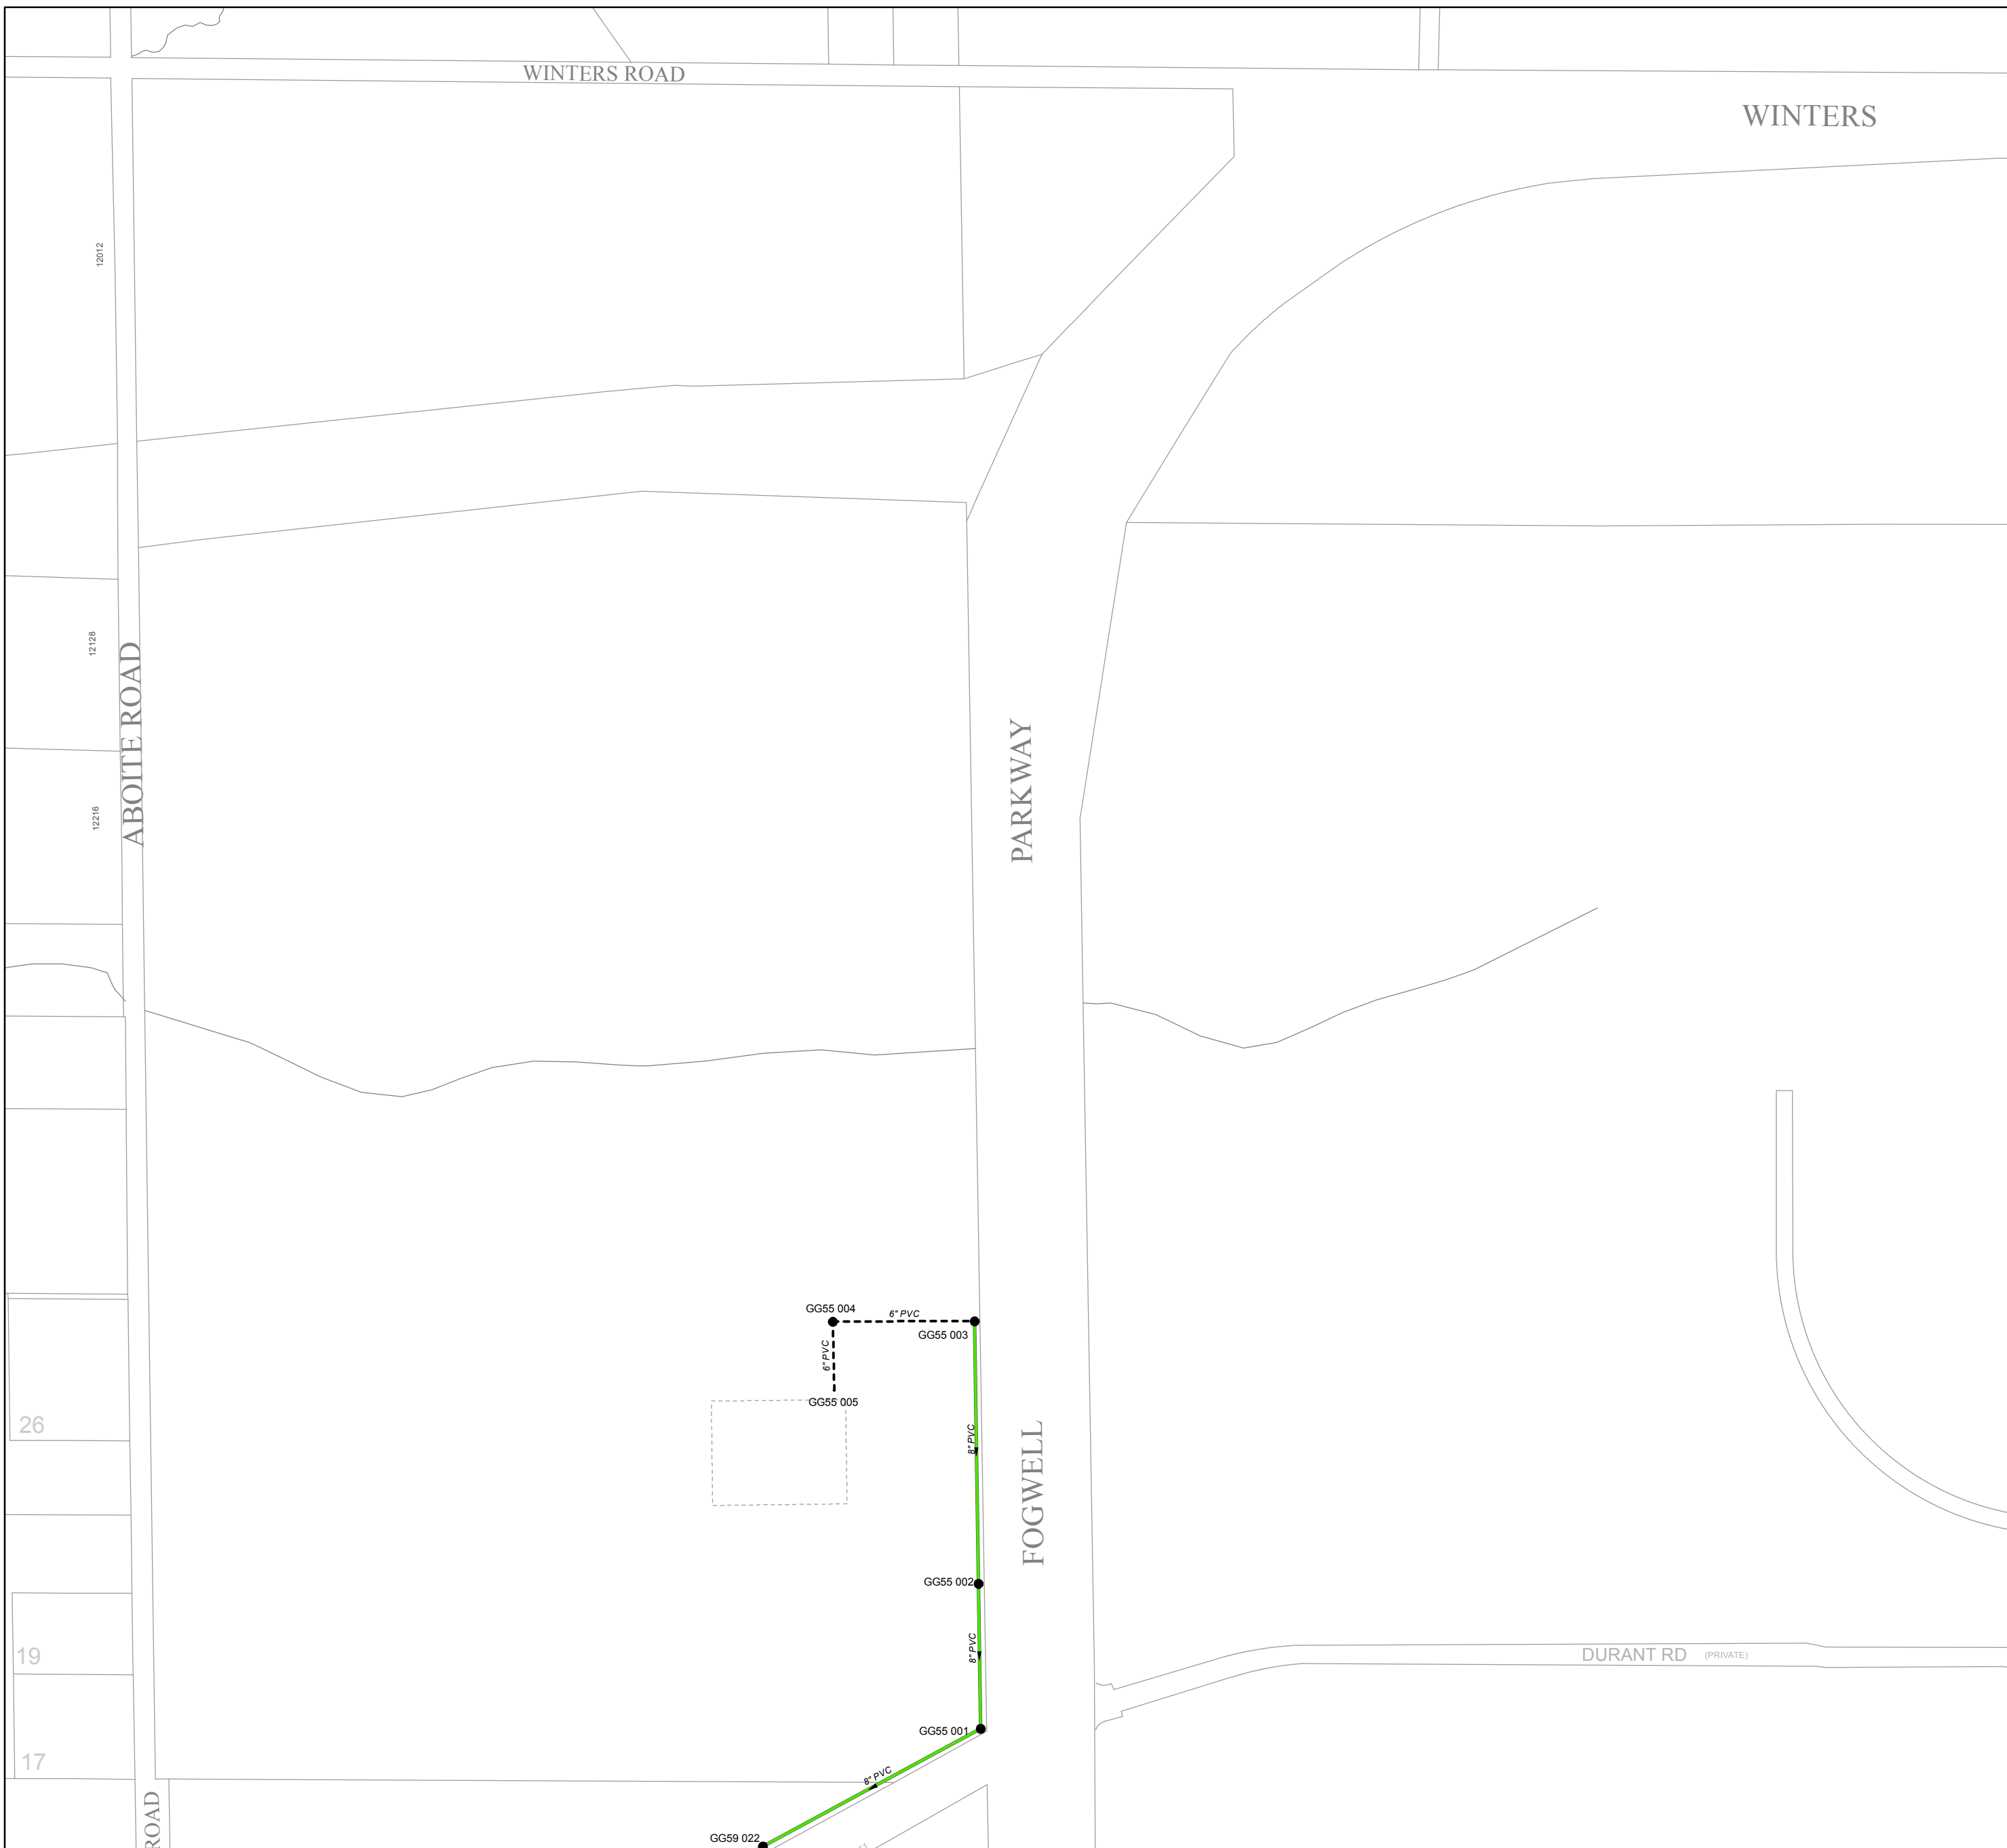 WINTERS ROAD
WINTERS
12012
12128
ABOITE ROAD
PARKWAY
12216
GG55 004
6" PVC
GG55 003
6" PVC
GG55 005
26
8" PVC
FOGWELL
GG55 002
19
8" PVC
DURANT RD (PRIVATE)
GG55 001
17
8" PVC
ROAD
GG59 022